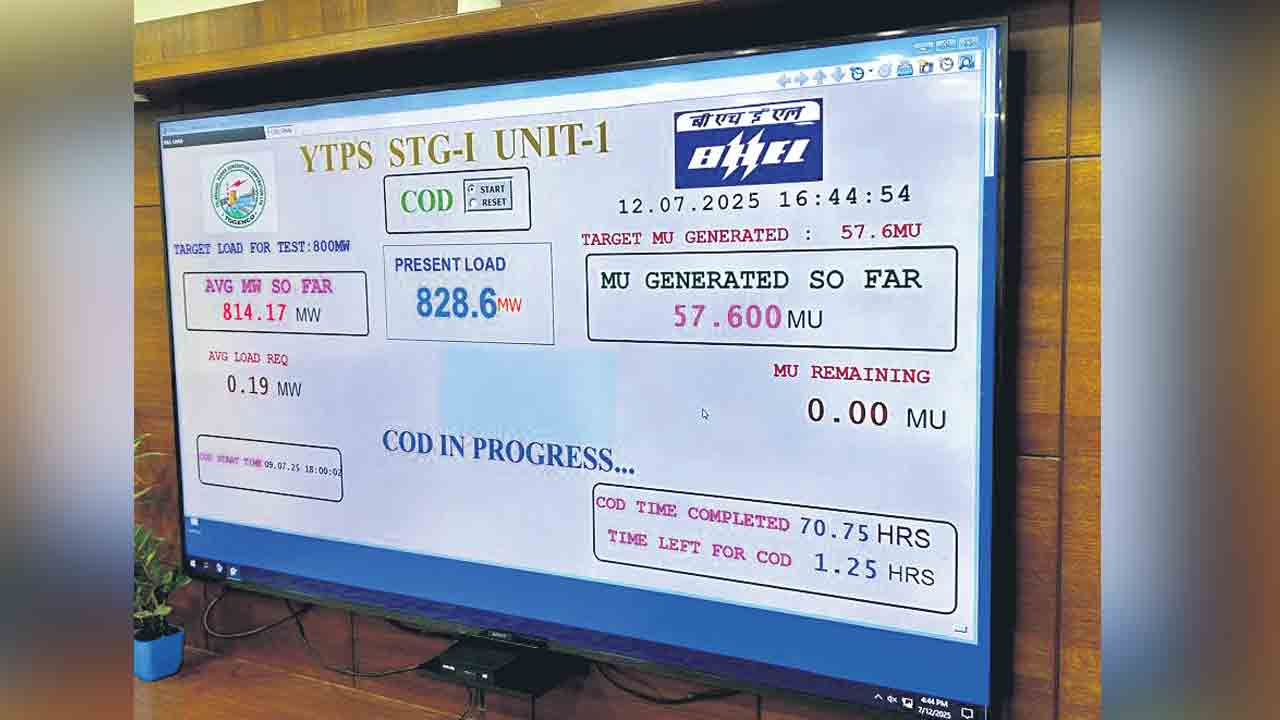 YTPS STG-I UNIT-1
बी एच ई एल
BHEL
COD
START
RESET
12.07.2025 16:44:54
TARGET LOAD FOR TEST:800MW
TARGET MU GENERATED : 57.6MU
AVG MW SO FAR
814.17 MW
PRESENT LOAD
828.6MW
MU GENERATED SO FAR
57.600 MU
AVG LOAD REQ
0.19 MW
MU REMAINING
0.00 MU
COD IN PROGRESS...
COD START TIME 09.07.25 18:00:02
COD TIME COMPLETED 70.75 HRS
TIME LEFT FOR COD 1.25 HRS
4:44 PM
7/12/2025